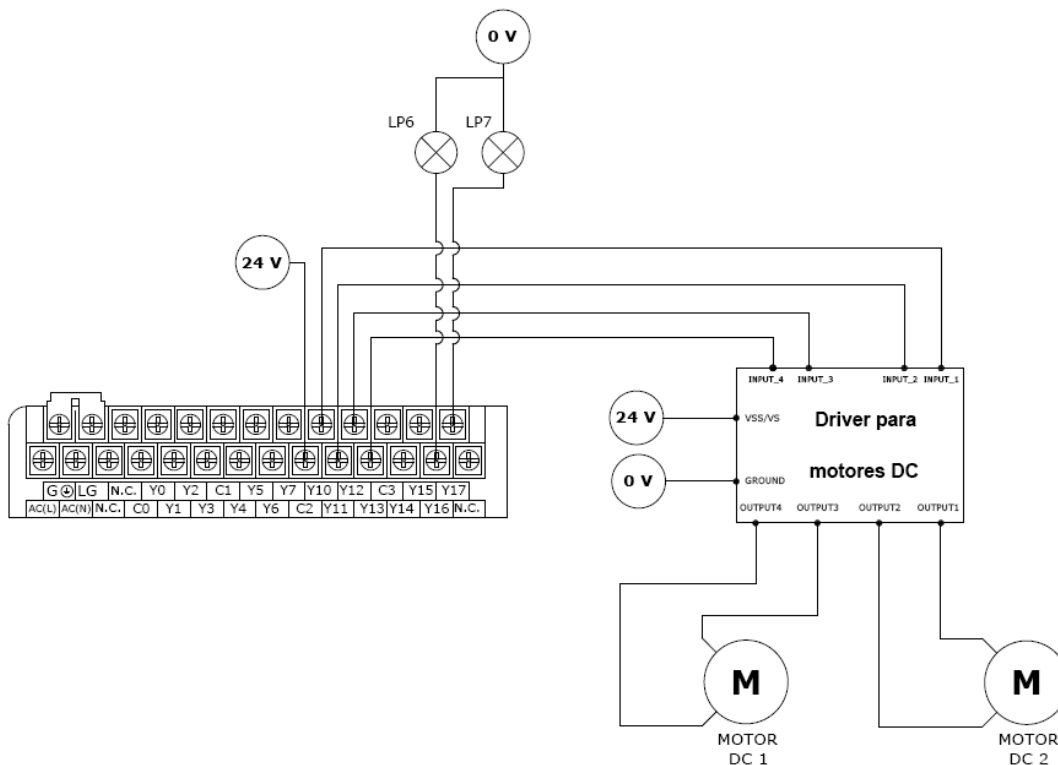 0 V
LP6
LP7
24 V
INPUT_4
INPUT_3
INPUT_2
INPUT_1
24 V
VSS/VS
Driver para
motores DC
0 V
GROUND
OUTPUT4
OUTPUT3
OUTPUT2
OUTPUT1
G LG N.C. Y0 Y2 C1 Y5 Y7 Y10 Y12 C3 Y15 Y17
AC(L) AC(N) N.C. C0 Y1 Y3 Y4 Y6 C2 Y11 Y13 Y14 Y16 N.C.
M
MOTOR
DC 1
M
MOTOR
DC 2